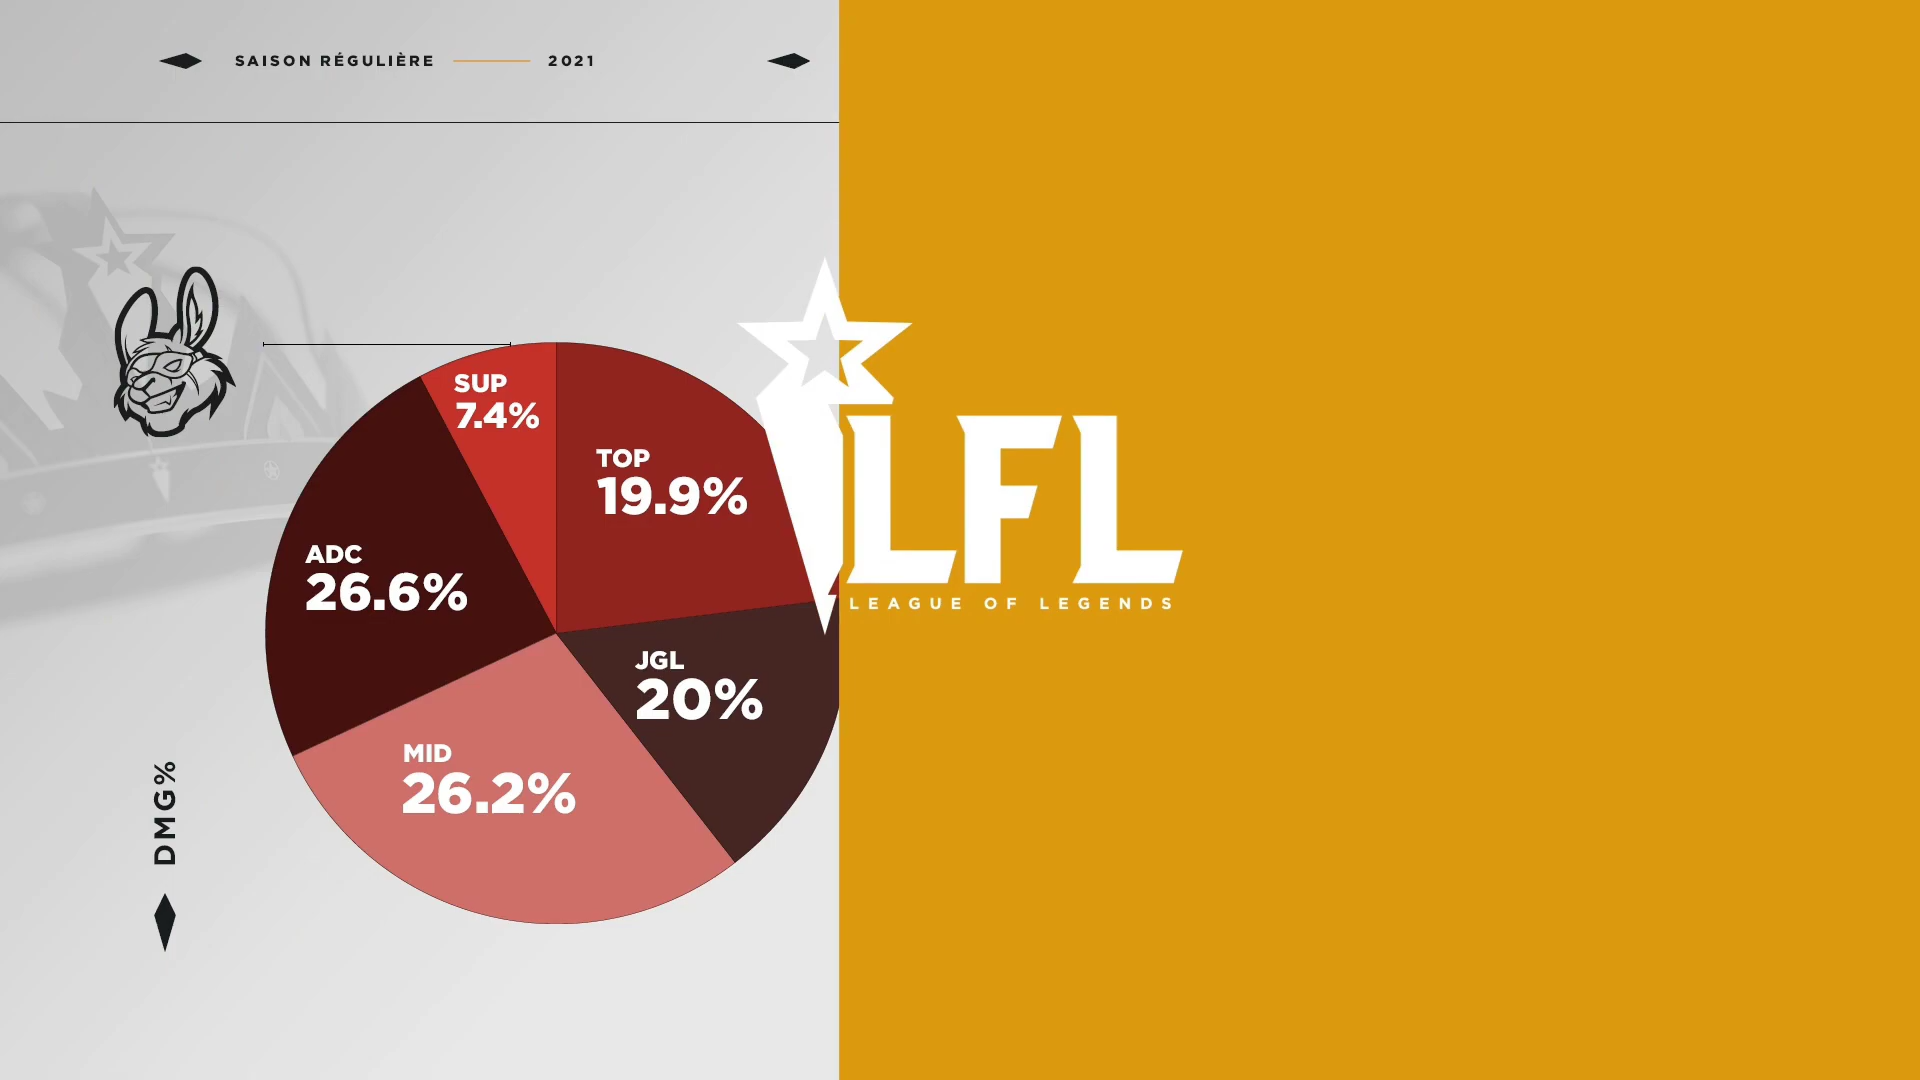 SAISON RÉGULIÈRE 2021
SUP
7.4%
TOP
19.9%
ADC
26.6%
JGL
20%
MID
26.2%
DMG%
LFL
LEAGUE OF LEGENDS